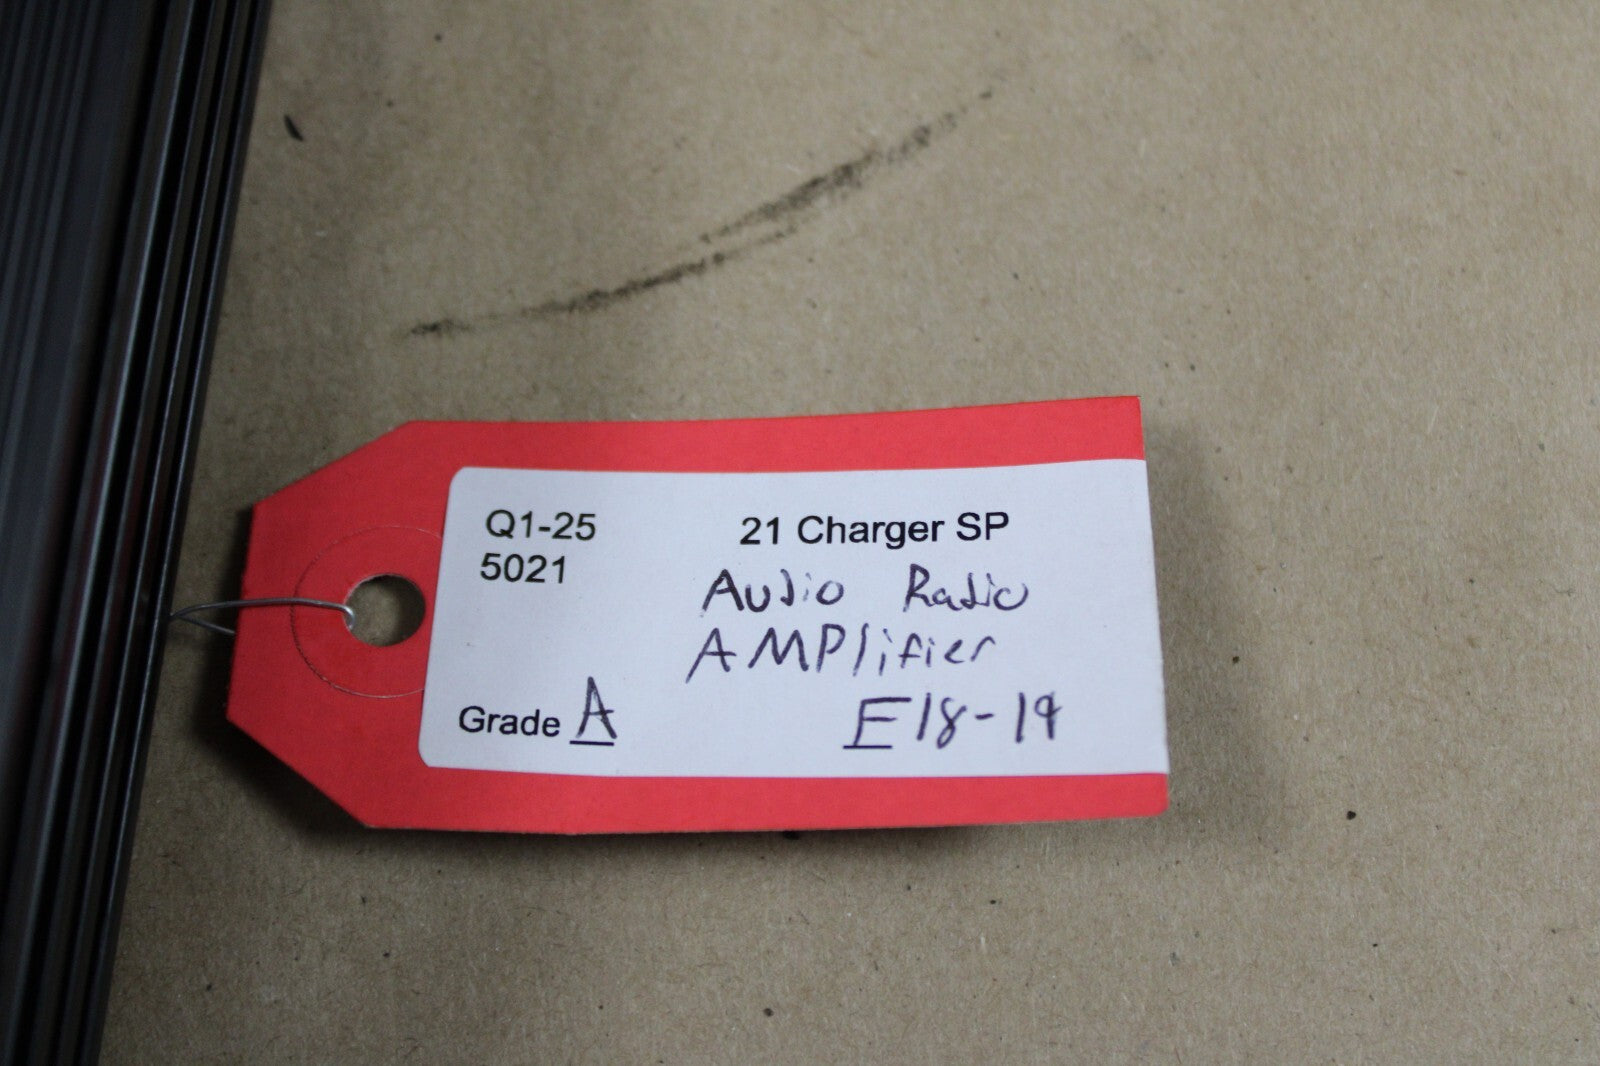 Q1-25 21 Charger SP
5021
Audio Radio
AMPlifier
Grade A
E18-19